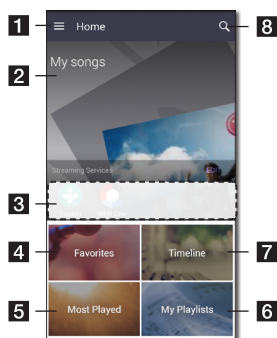 1 Home 8
2 My songs
Streaming Services EDIT
3
4 Favorites Timeline 7
5 Most Played My Playlists 6